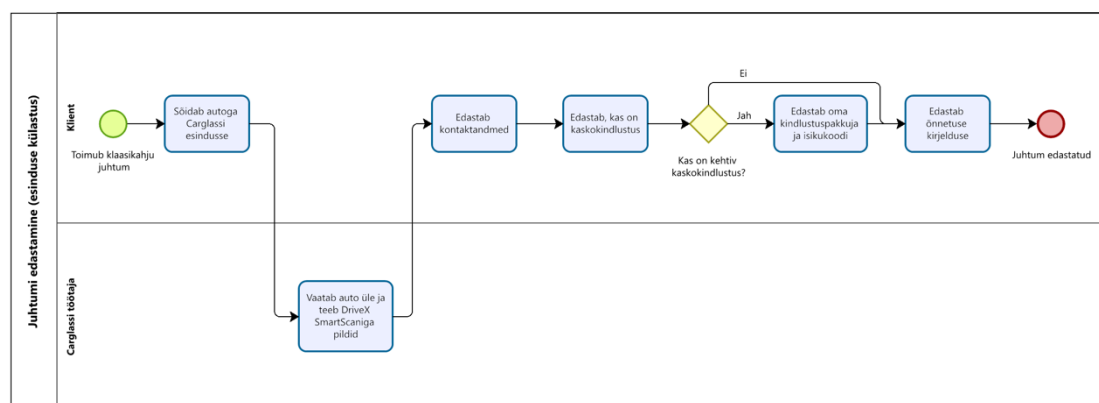 Juhtumi edastamine (esinduse külastus)
Klient
Toimub klaasikahju
juhtum
Sõidab autoga
Carglassi
esindusse
Edastab
kontaktandmed
Edastab, kas on
kaskokindlustus
Kas on kehtiv
kaskokindlustus?
Ei
Jah
Edastab oma
kindlustuspakkuja
ja isikukoodi
Edastab
õnnetuse
kirjelduse
Juhtum edastatud
Carglassi töötaja
Vaatab auto üle ja
teeb DriveX
SmartScaniga
pildid